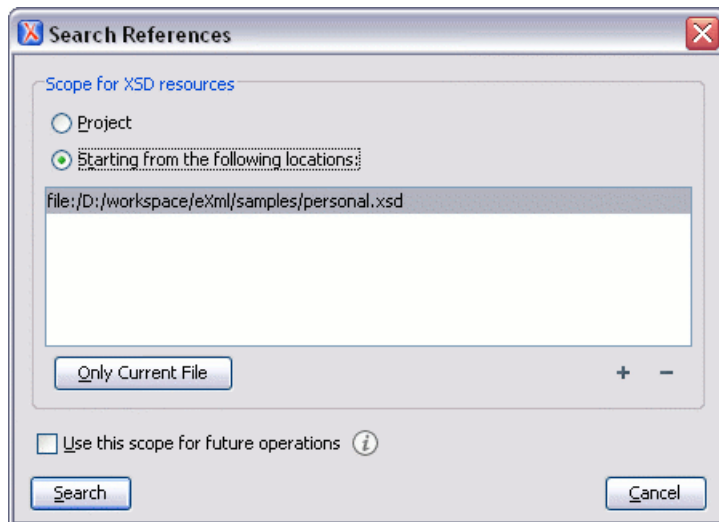 Search References
Scope for XSD resources
Project
Starting from the following locations:
file:/D:/workspace/eXml/samples/personal.xsd
Only Current File
+ −
Use this scope for future operations i
Search Cancel